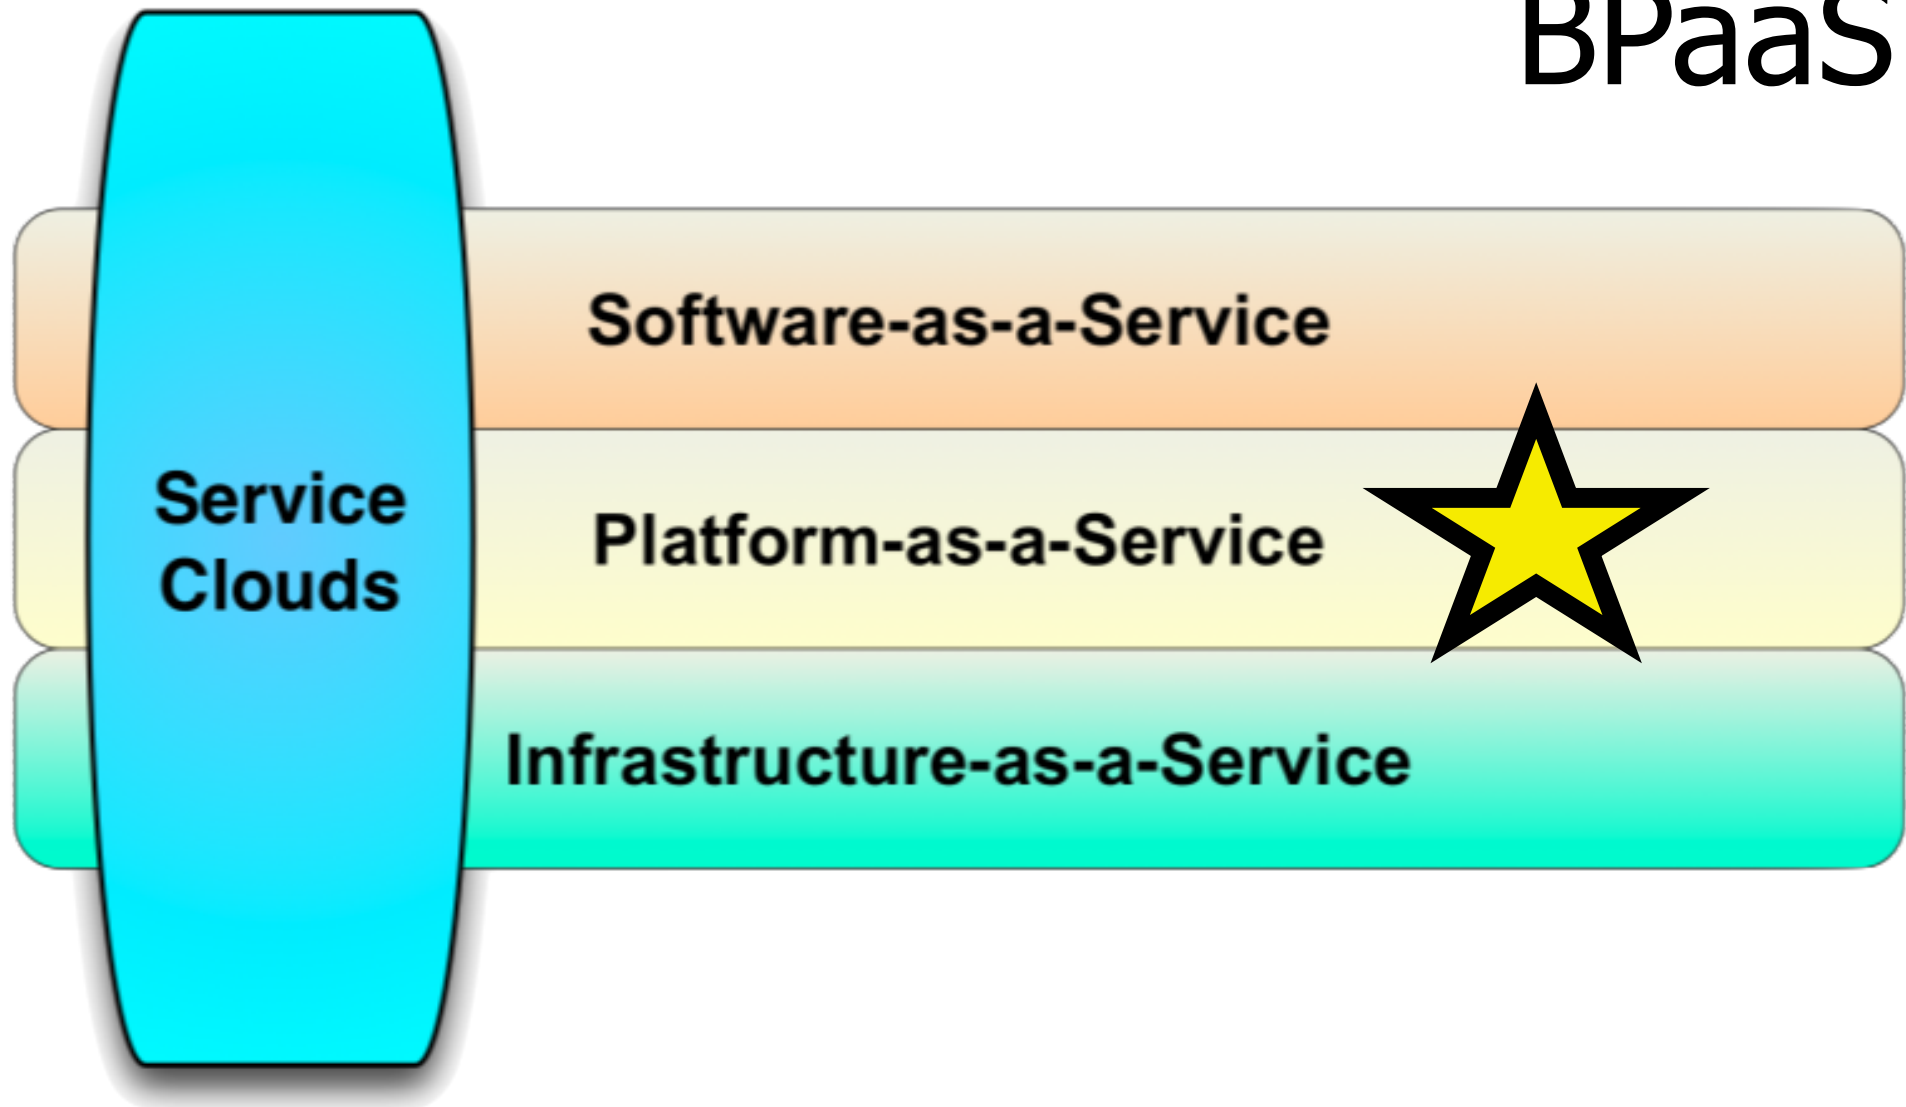 BPaaS
Software-as-a-Service
Service
Clouds
Platform-as-a-Service
Infrastructure-as-a-Service